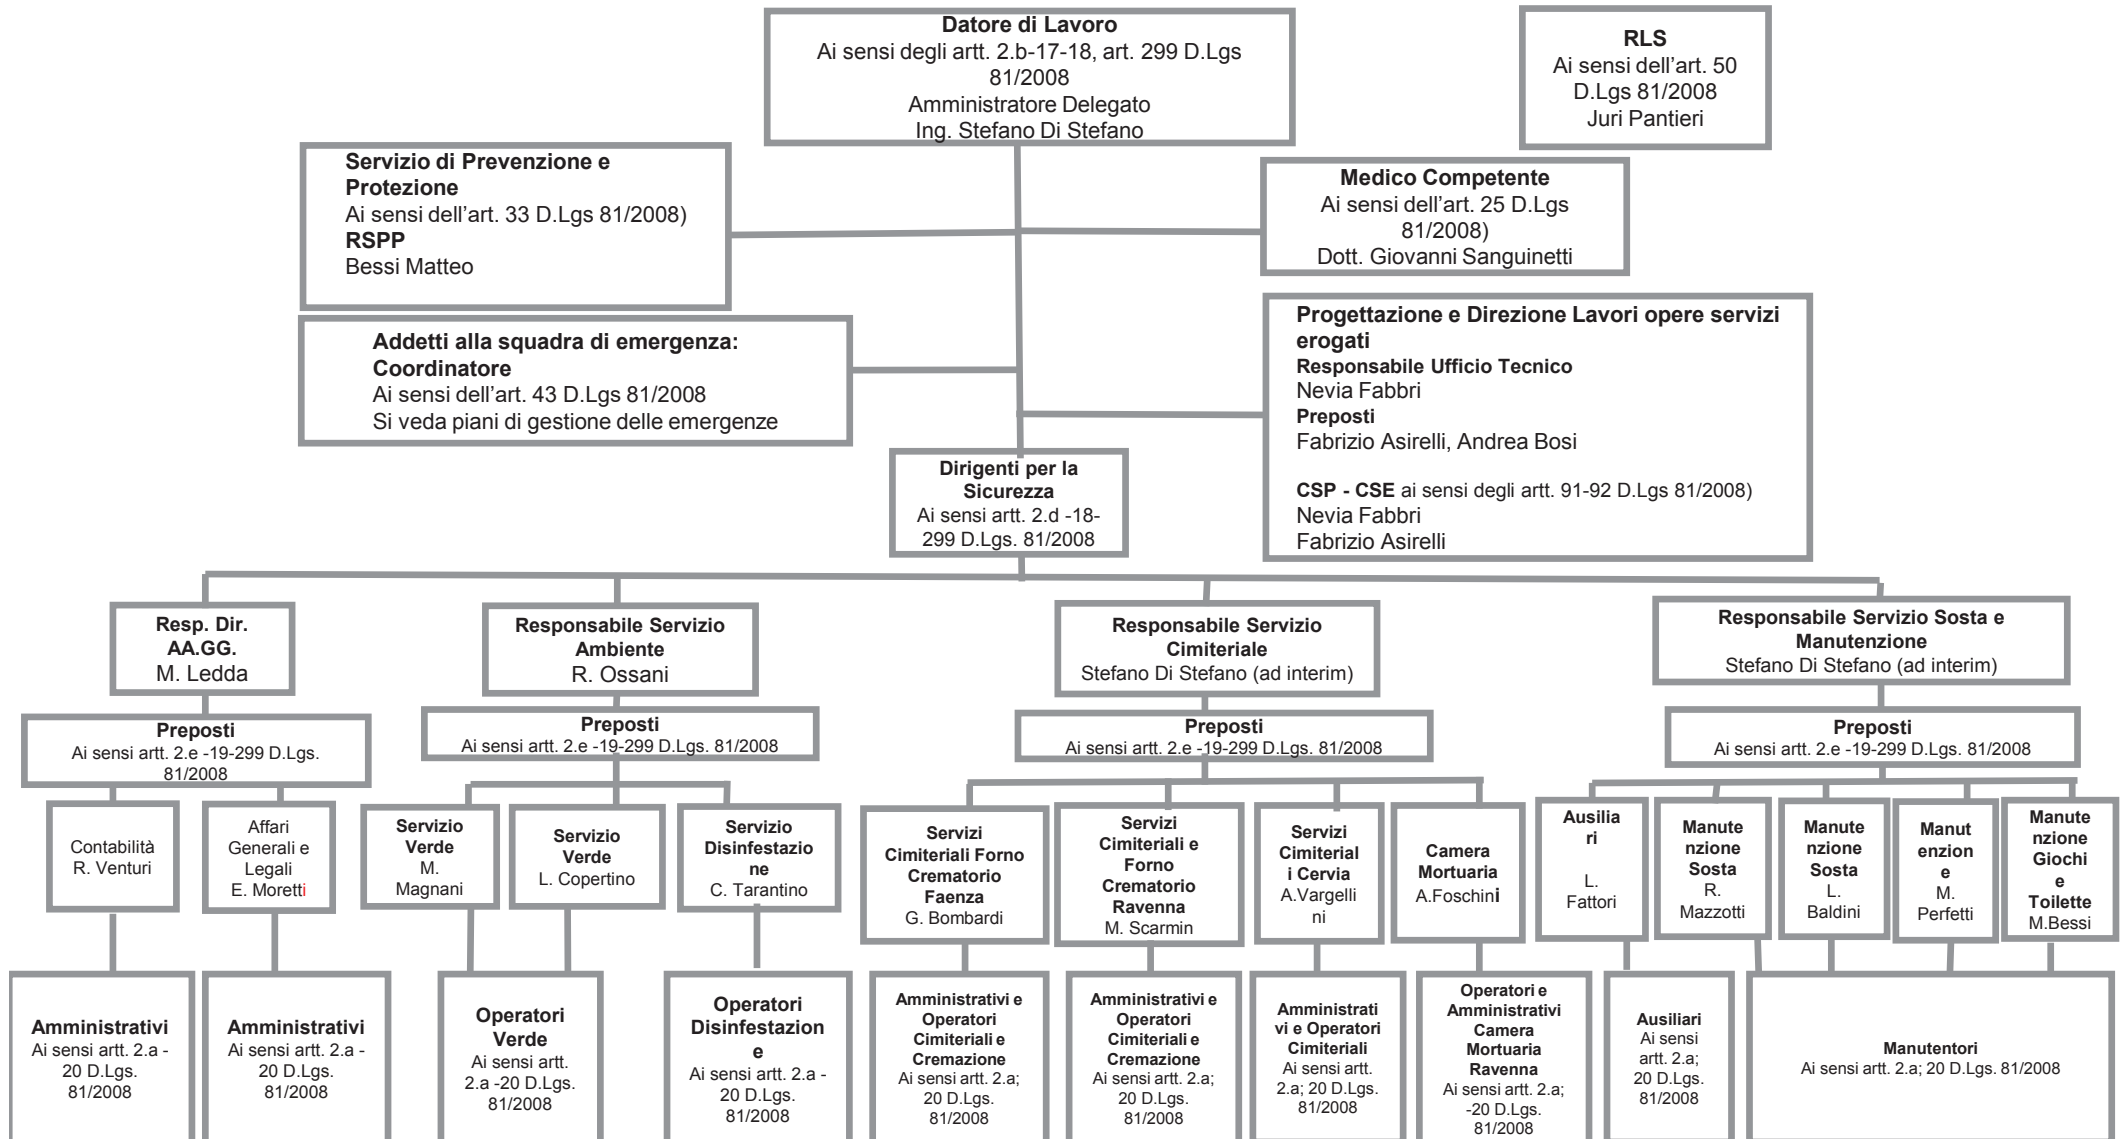 Datore di Lavoro
Ai sensi degli artt. 2.b-17-18, art. 299 D.Lgs
81/2008
Amministratore Delegato
Ing. Stefano Di Stefano
RLS
Ai sensi dell'art. 50
D.Lgs 81/2008
Juri Pantieri
Servizio di Prevenzione e
Protezione
Ai sensi dell'art. 33 D.Lgs 81/2008)
RSPP
Bessi Matteo
Medico Competente
Ai sensi dell'art. 25 D.Lgs
81/2008)
Dott. Giovanni Sanguinetti
Addetti alla squadra di emergenza:
Coordinatore
Ai sensi dell'art. 43 D.Lgs 81/2008
Si veda piani di gestione delle emergenze
Progettazione e Direzione Lavori opere servizi
erogati
Responsabile Ufficio Tecnico
Nevia Fabbri
Preposti
Fabrizio Asirelli, Andrea Bosi
CSP - CSE ai sensi degli artt. 91-92 D.Lgs 81/2008)
Nevia Fabbri
Fabrizio Asirelli
Dirigenti per la
Sicurezza
Ai sensi artt. 2.d -18-
299 D.Lgs. 81/2008
Resp. Dir.
AA.GG.
M. Ledda
Responsabile Servizio
Ambiente
R. Ossani
Responsabile Servizio
Cimiteriale
Stefano Di Stefano (ad interim)
Responsabile Servizio Sosta e
Manutenzione
Stefano Di Stefano (ad interim)
Preposti
Ai sensi artt. 2.e -19-299 D.Lgs.
81/2008
Preposti
Ai sensi artt. 2.e -19-299 D.Lgs. 81/2008
Preposti
Ai sensi artt. 2.e -19-299 D.Lgs. 81/2008
Preposti
Ai sensi artt. 2.e -19-299 D.Lgs. 81/2008
Contabilità
R. Venturi
Affari
Generali e
Legali
E. Moretti
Servizio
Verde
M.
Magnani
Servizio
Verde
L. Copertino
Servizio
Disinfestazio
ne
C. Tarantino
Servizi
Cimiteriali Forno
Crematorio
Faenza
G. Bombardi
Servizi
Cimiteriali e
Forno
Crematorio
Ravenna
M. Scarmin
Servizi
Cimiterial
i Cervia
A.Vargelli
ni
Camera
Mortuaria
A.Foschini
Ausilia
ri
L.
Fattori
Manute
nzione
Sosta
R.
Mazzotti
Manute
nzione
Sosta
L.
Baldini
Manut
enzion
e
M.
Perfetti
Manute
nzione
Giochi
e
Toilette
M.Bessi
Amministrativi
Ai sensi artt. 2.a -
20 D.Lgs.
81/2008
Amministrativi
Ai sensi artt. 2.a -
20 D.Lgs.
81/2008
Operatori
Verde
Ai sensi artt.
2.a -20 D.Lgs.
81/2008
Operatori
Disinfestazion
e
Ai sensi artt. 2.a -
20 D.Lgs.
81/2008
Amministrativi e
Operatori
Cimiteriali e
Cremazione
Ai sensi artt. 2.a;
20 D.Lgs.
81/2008
Amministrativi e
Operatori
Cimiteriali e
Cremazione
Ai sensi artt. 2.a;
20 D.Lgs.
81/2008
Amministrati
vi e Operatori
Cimiteriali
Ai sensi artt.
2.a; 20 D.Lgs.
81/2008
Operatori e
Amministrativi
Camera
Mortuaria
Ravenna
Ai sensi artt. 2.a;
-20 D.Lgs.
81/2008
Ausiliari
Ai sensi
artt. 2.a;
20 D.Lgs.
81/2008
Manutentori
Ai sensi artt. 2.a; 20 D.Lgs. 81/2008